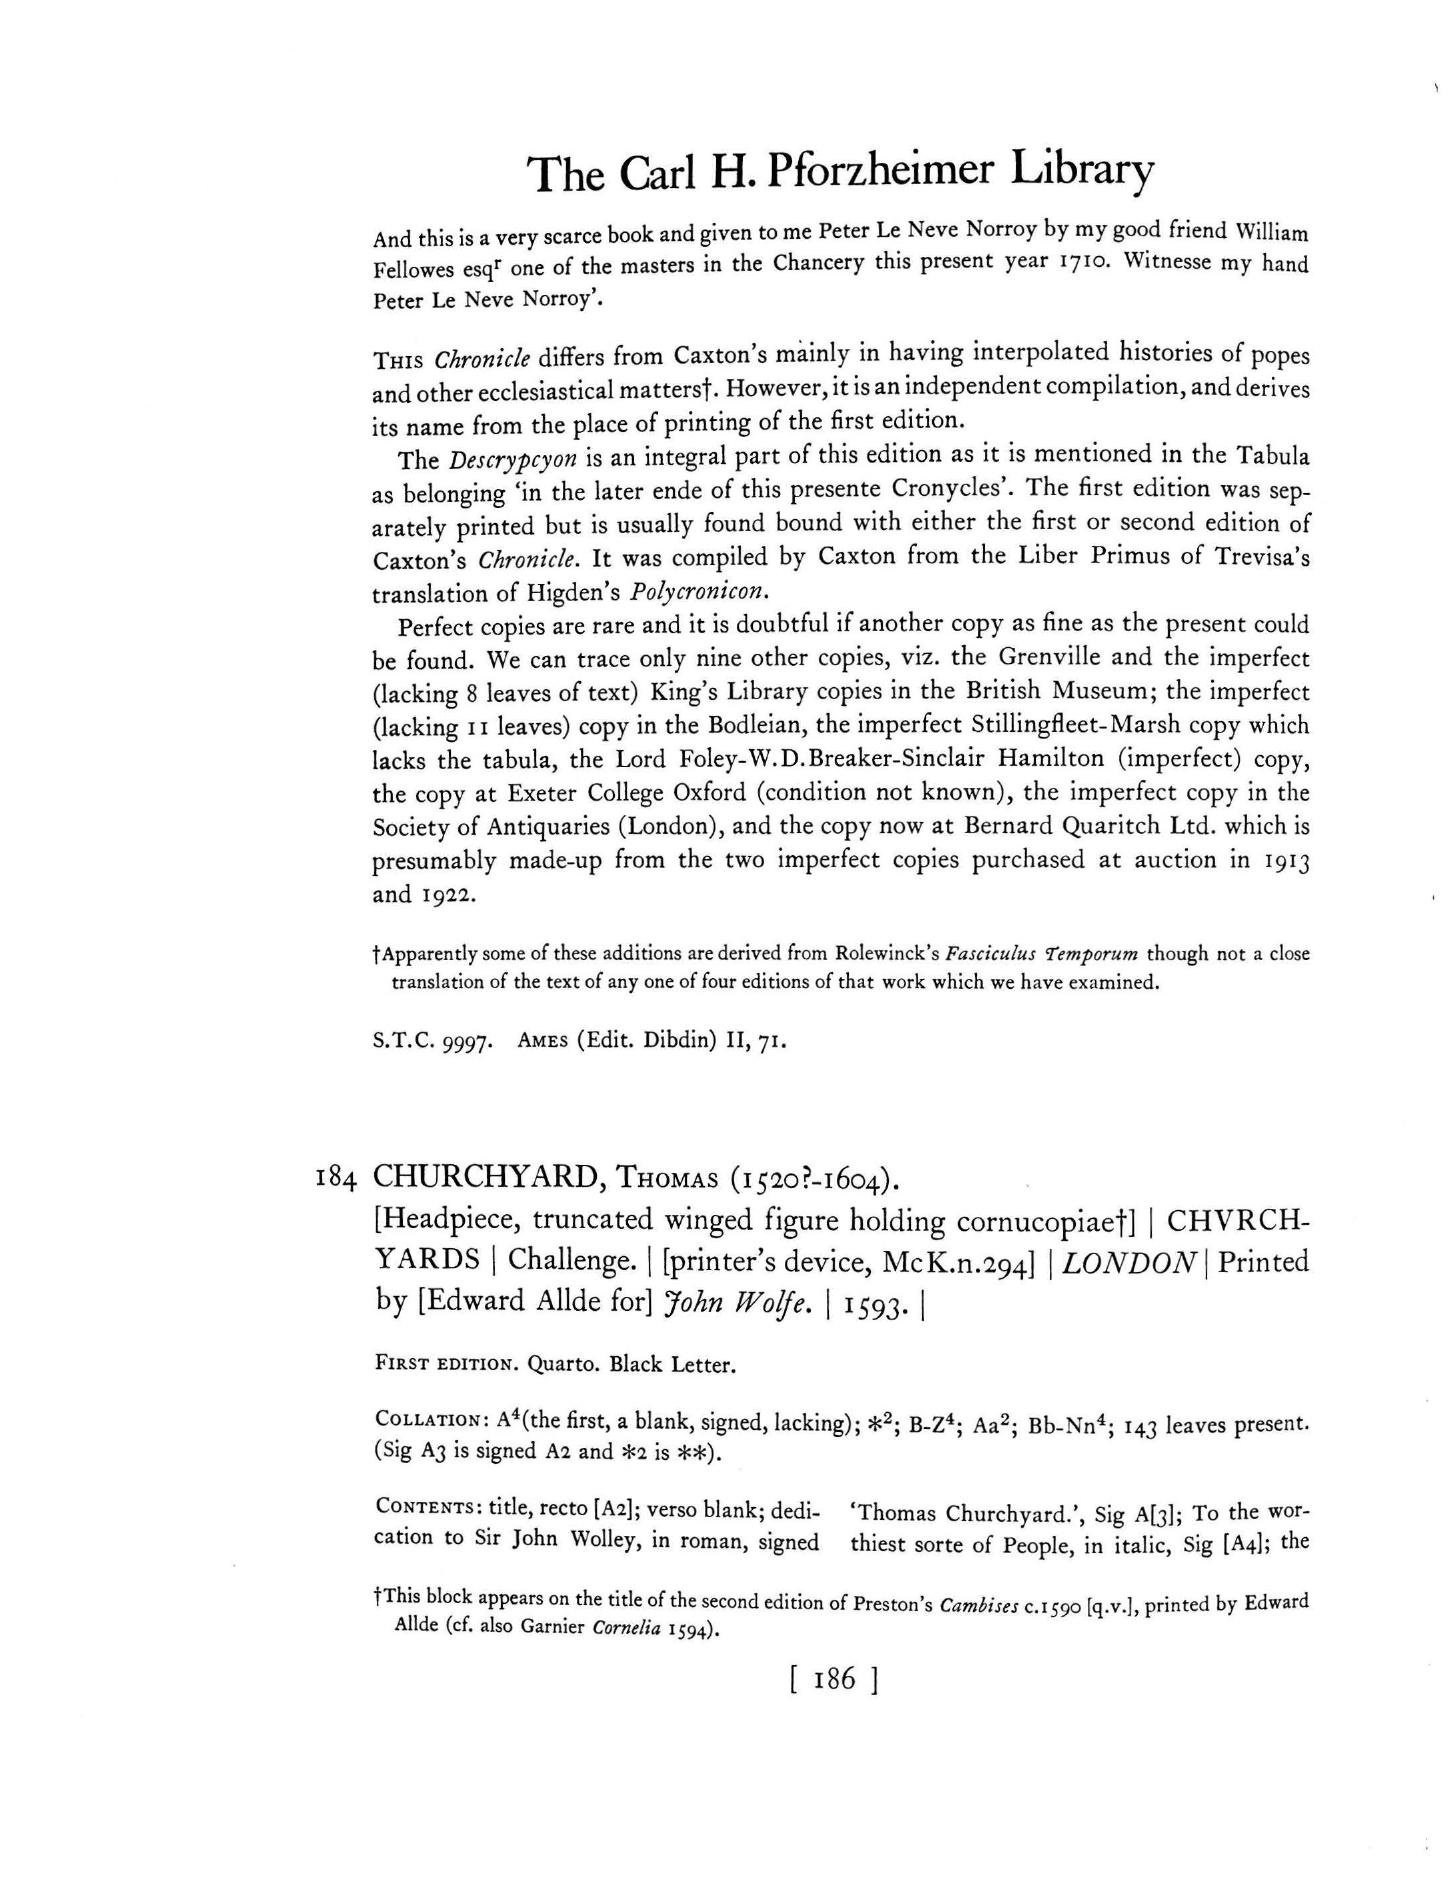 The Carl H. Pforzheimer Library
And this is a very scarce book and given to me Peter Le Neve Norroy by my good friend William
Fellowes esqr one of the masters in the Chancery this present year 1710. Witnesse my hand
Peter Le Neve Norroy’.
This Chronicle differs from Caxton’s mainly in having interpolated histories of popes
and other ecclesiastical matters†. However, it is an independent compilation, and derives
its name from the place of printing of the first edition.
The Descrypcyon is an integral part of this edition as it is mentioned in the Tabula
as belonging ‘in the later ende of this presente Cronycles’. The first edition was sep-
arately printed but is usually found bound with either the first or second edition of
Caxton’s Chronicle. It was compiled by Caxton from the Liber Primus of Trevisa’s
translation of Higden’s Polycronicon.
Perfect copies are rare and it is doubtful if another copy as fine as the present could
be found. We can trace only nine other copies, viz. the Grenville and the imperfect
(lacking 8 leaves of text) King’s Library copies in the British Museum; the imperfect
(lacking 11 leaves) copy in the Bodleian, the imperfect Stillingfleet-Marsh copy which
lacks the tabula, the Lord Foley-W.D.Breaker-Sinclair Hamilton (imperfect) copy,
the copy at Exeter College Oxford (condition not known), the imperfect copy in the
Society of Antiquaries (London), and the copy now at Bernard Quaritch Ltd. which is
presumably made-up from the two imperfect copies purchased at auction in 1913
and 1922.
†Apparently some of these additions are derived from Rolewinck’s Fasciculus Temporum though not a close
translation of the text of any one of four editions of that work which we have examined.
S.T.C. 9997. Ames (Edit. Dibdin) II, 71.
184 CHURCHYARD, Thomas (1520?-1604).
[Headpiece, truncated winged figure holding cornucopiae†] | CHVRCH-
YARDS | Challenge. | [printer’s device, McK.n.294] | LONDON | Printed
by [Edward Allde for] John Wolfe. | 1593. |
First edition. Quarto. Black Letter.
Collation: A⁴(the first, a blank, signed, lacking); *²; B-Z⁴; Aa²; Bb-Nn⁴; 143 leaves present.
(Sig A3 is signed A2 and *2 is **).
Contents: title, recto [A2]; verso blank; dedi-
cation to Sir John Wolley, in roman, signed
‘Thomas Churchyard.’, Sig A[3]; To the wor-
thiest sorte of People, in italic, Sig [A4]; the
†This block appears on the title of the second edition of Preston’s Cambises c.1590 [q.v.], printed by Edward
Allde (cf. also Garnier Cornelia 1594).
[ 186 ]